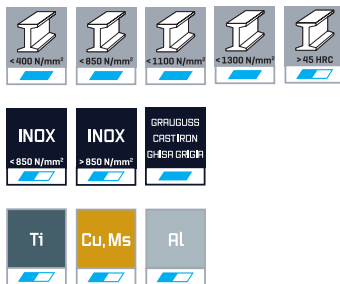 <400 N/mm² <850 N/mm² <1100 N/mm² <1300 N/mm² >45 HRC
INOX INOX GRAUGUSS
CAST IRON
GHISA GRIGIA
<850 N/mm² >850 N/mm²
Ti Cu, Ms Al